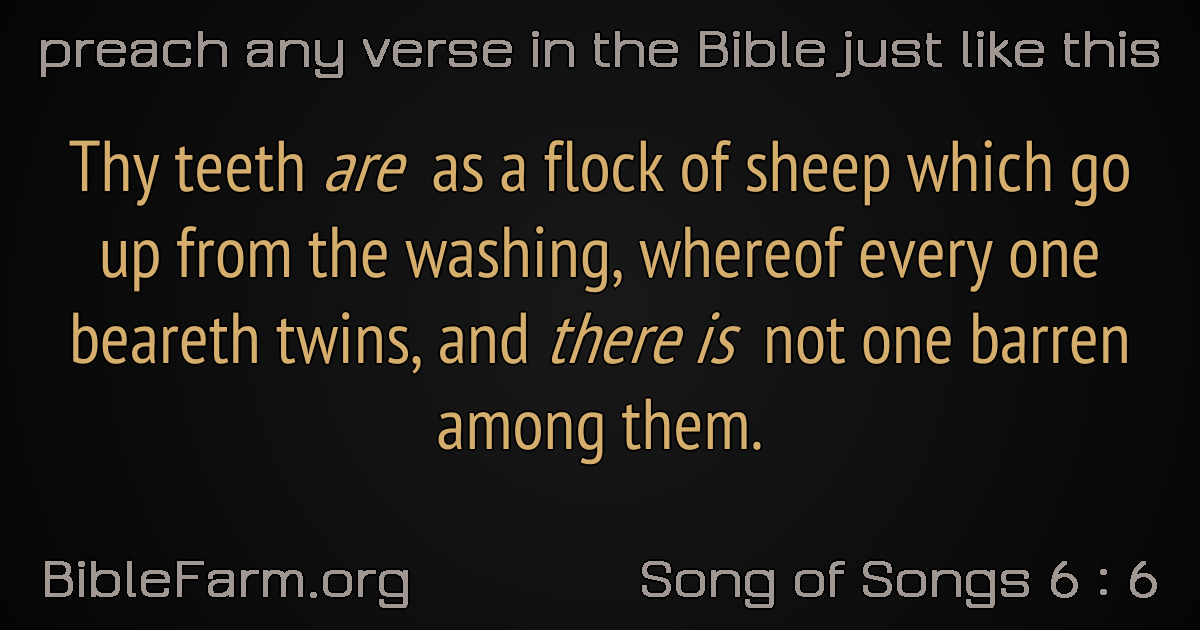 preach any verse in the Bible just like this
Thy teeth are as a flock of sheep which go
up from the washing, whereof every one
beareth twins, and there is not one barren
among them.
BibleFarm.org
Song of Songs 6 : 6